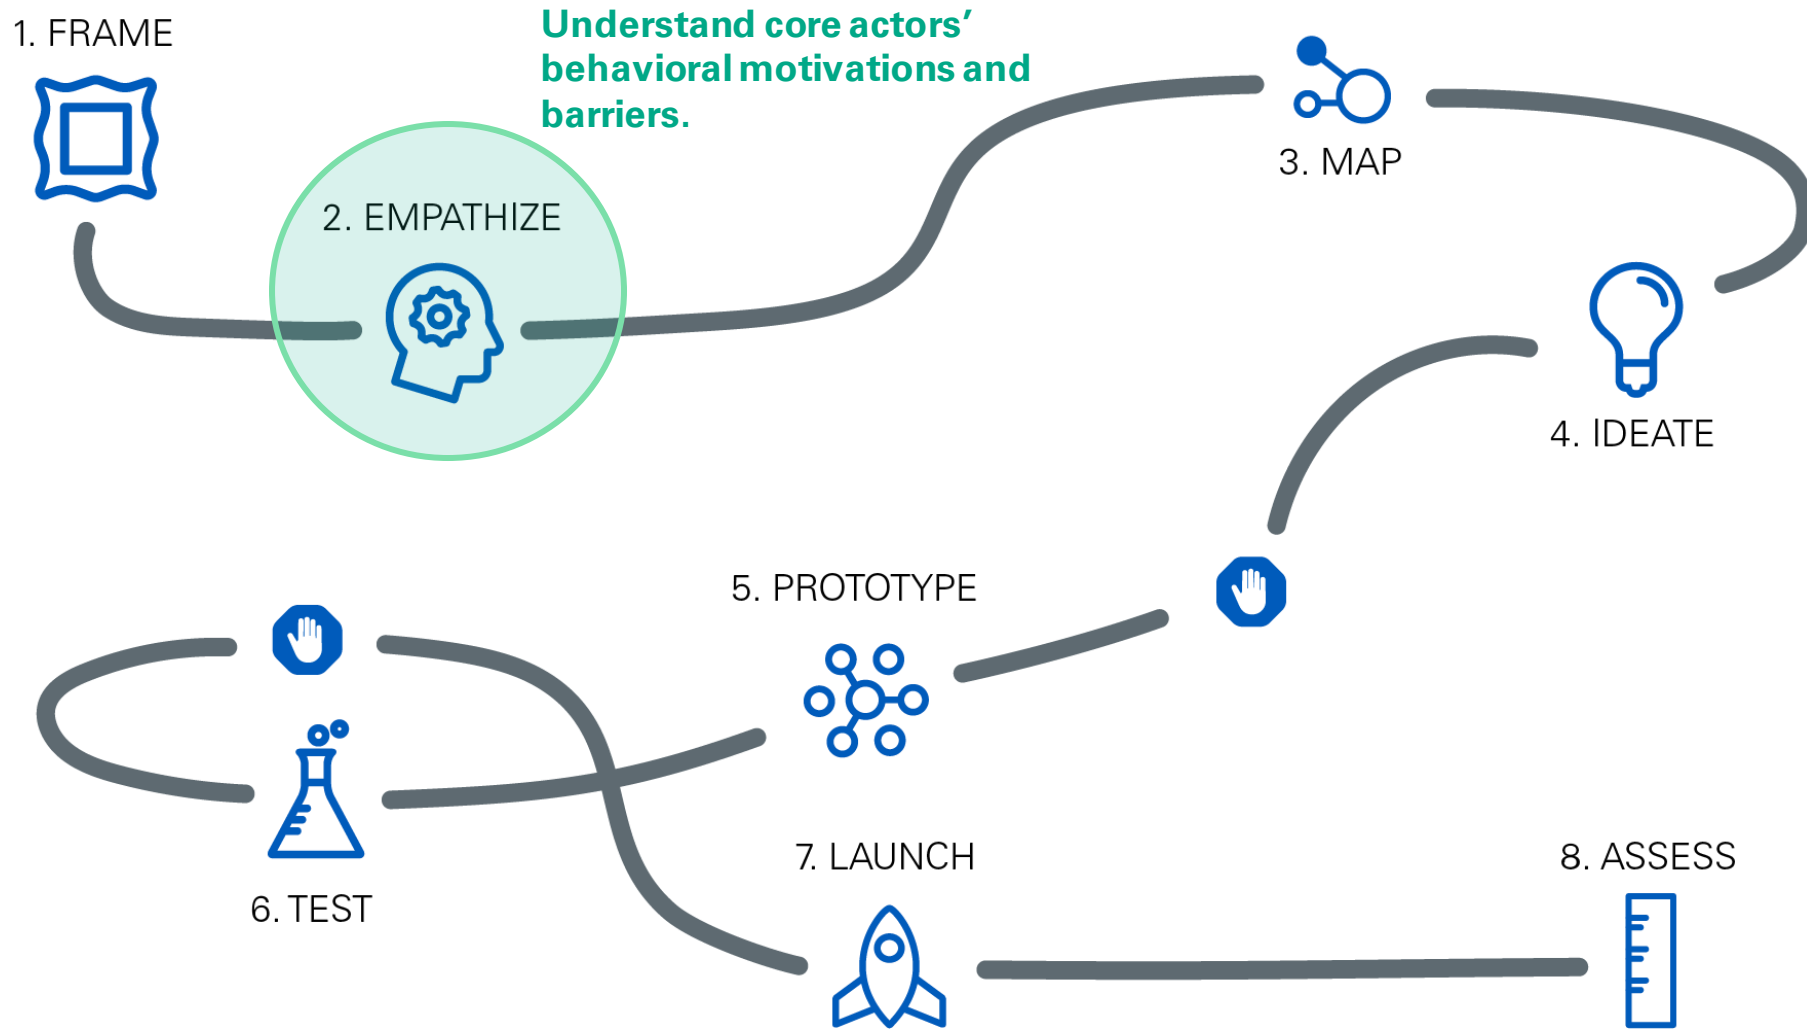 1. FRAME
Understand core actors’
behavioral motivations and
barriers.
2. EMPATHIZE
3. MAP
4. IDEATE
5. PROTOTYPE
6. TEST
7. LAUNCH
8. ASSESS